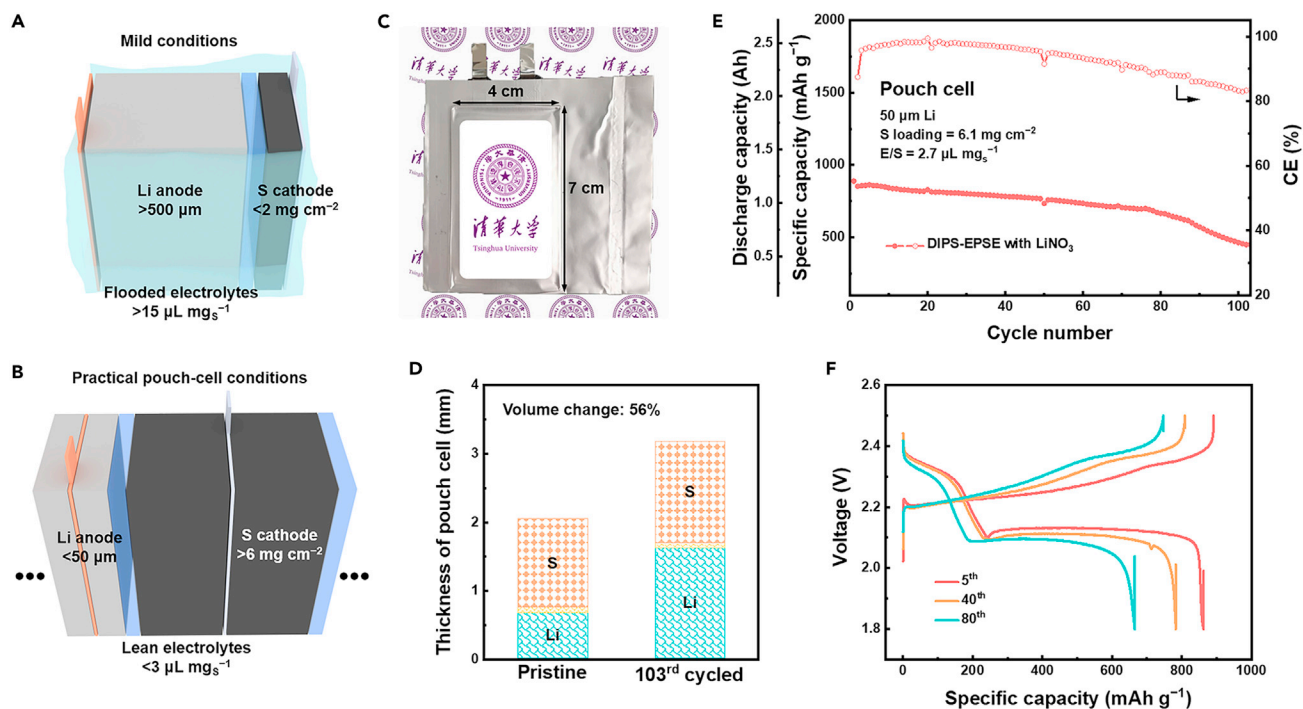 A
Mild conditions
Li anode
>500 μm
S cathode
<2 mg cm⁻²
Flooded electrolytes
>15 μL mgₛ⁻¹
B
Practical pouch-cell conditions
Li anode
<50 μm
S cathode
>6 mg cm⁻²
Lean electrolytes
<3 μL mgₛ⁻¹
C
4 cm
7 cm
清華大学
Tsinghua University
D
Thickness of pouch cell (mm)
4
3
2
1
0
Volume change: 56%
S
Li
S
Li
Pristine
103ʳᵈ cycled
E
Discharge capacity (Ah)
2.5
2.0
1.5
1.0
0.5
Specific capacity (mAh g⁻¹)
2000
1750
1500
1250
1000
750
500
250
Pouch cell
50 μm Li
S loading = 6.1 mg cm⁻²
E/S = 2.7 μL mgₛ⁻¹
DIPS-EPSE with LiNO₃
CE (%)
100
80
60
40
20
0 20 40 60 80 100
Cycle number
F
Voltage (V)
2.6
2.4
2.2
2.0
1.8
5ᵗʰ
40ᵗʰ
80ᵗʰ
0 200 400 600 800 1000
Specific capacity (mAh g⁻¹)